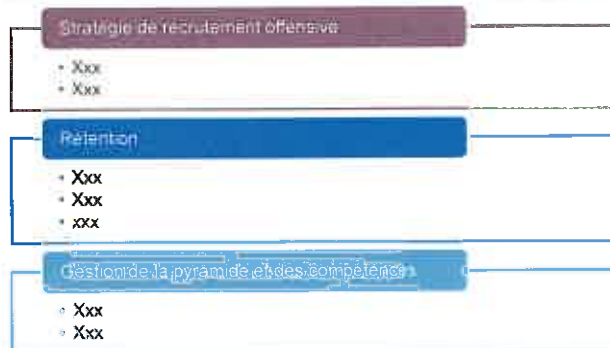 Stratégie de recrutement offensive
• Xxx
• Xxx
Rétention
• Xxx
• Xxx
• xxx
Gestion de la pyramide et des compétences
• Xxx
• Xxx